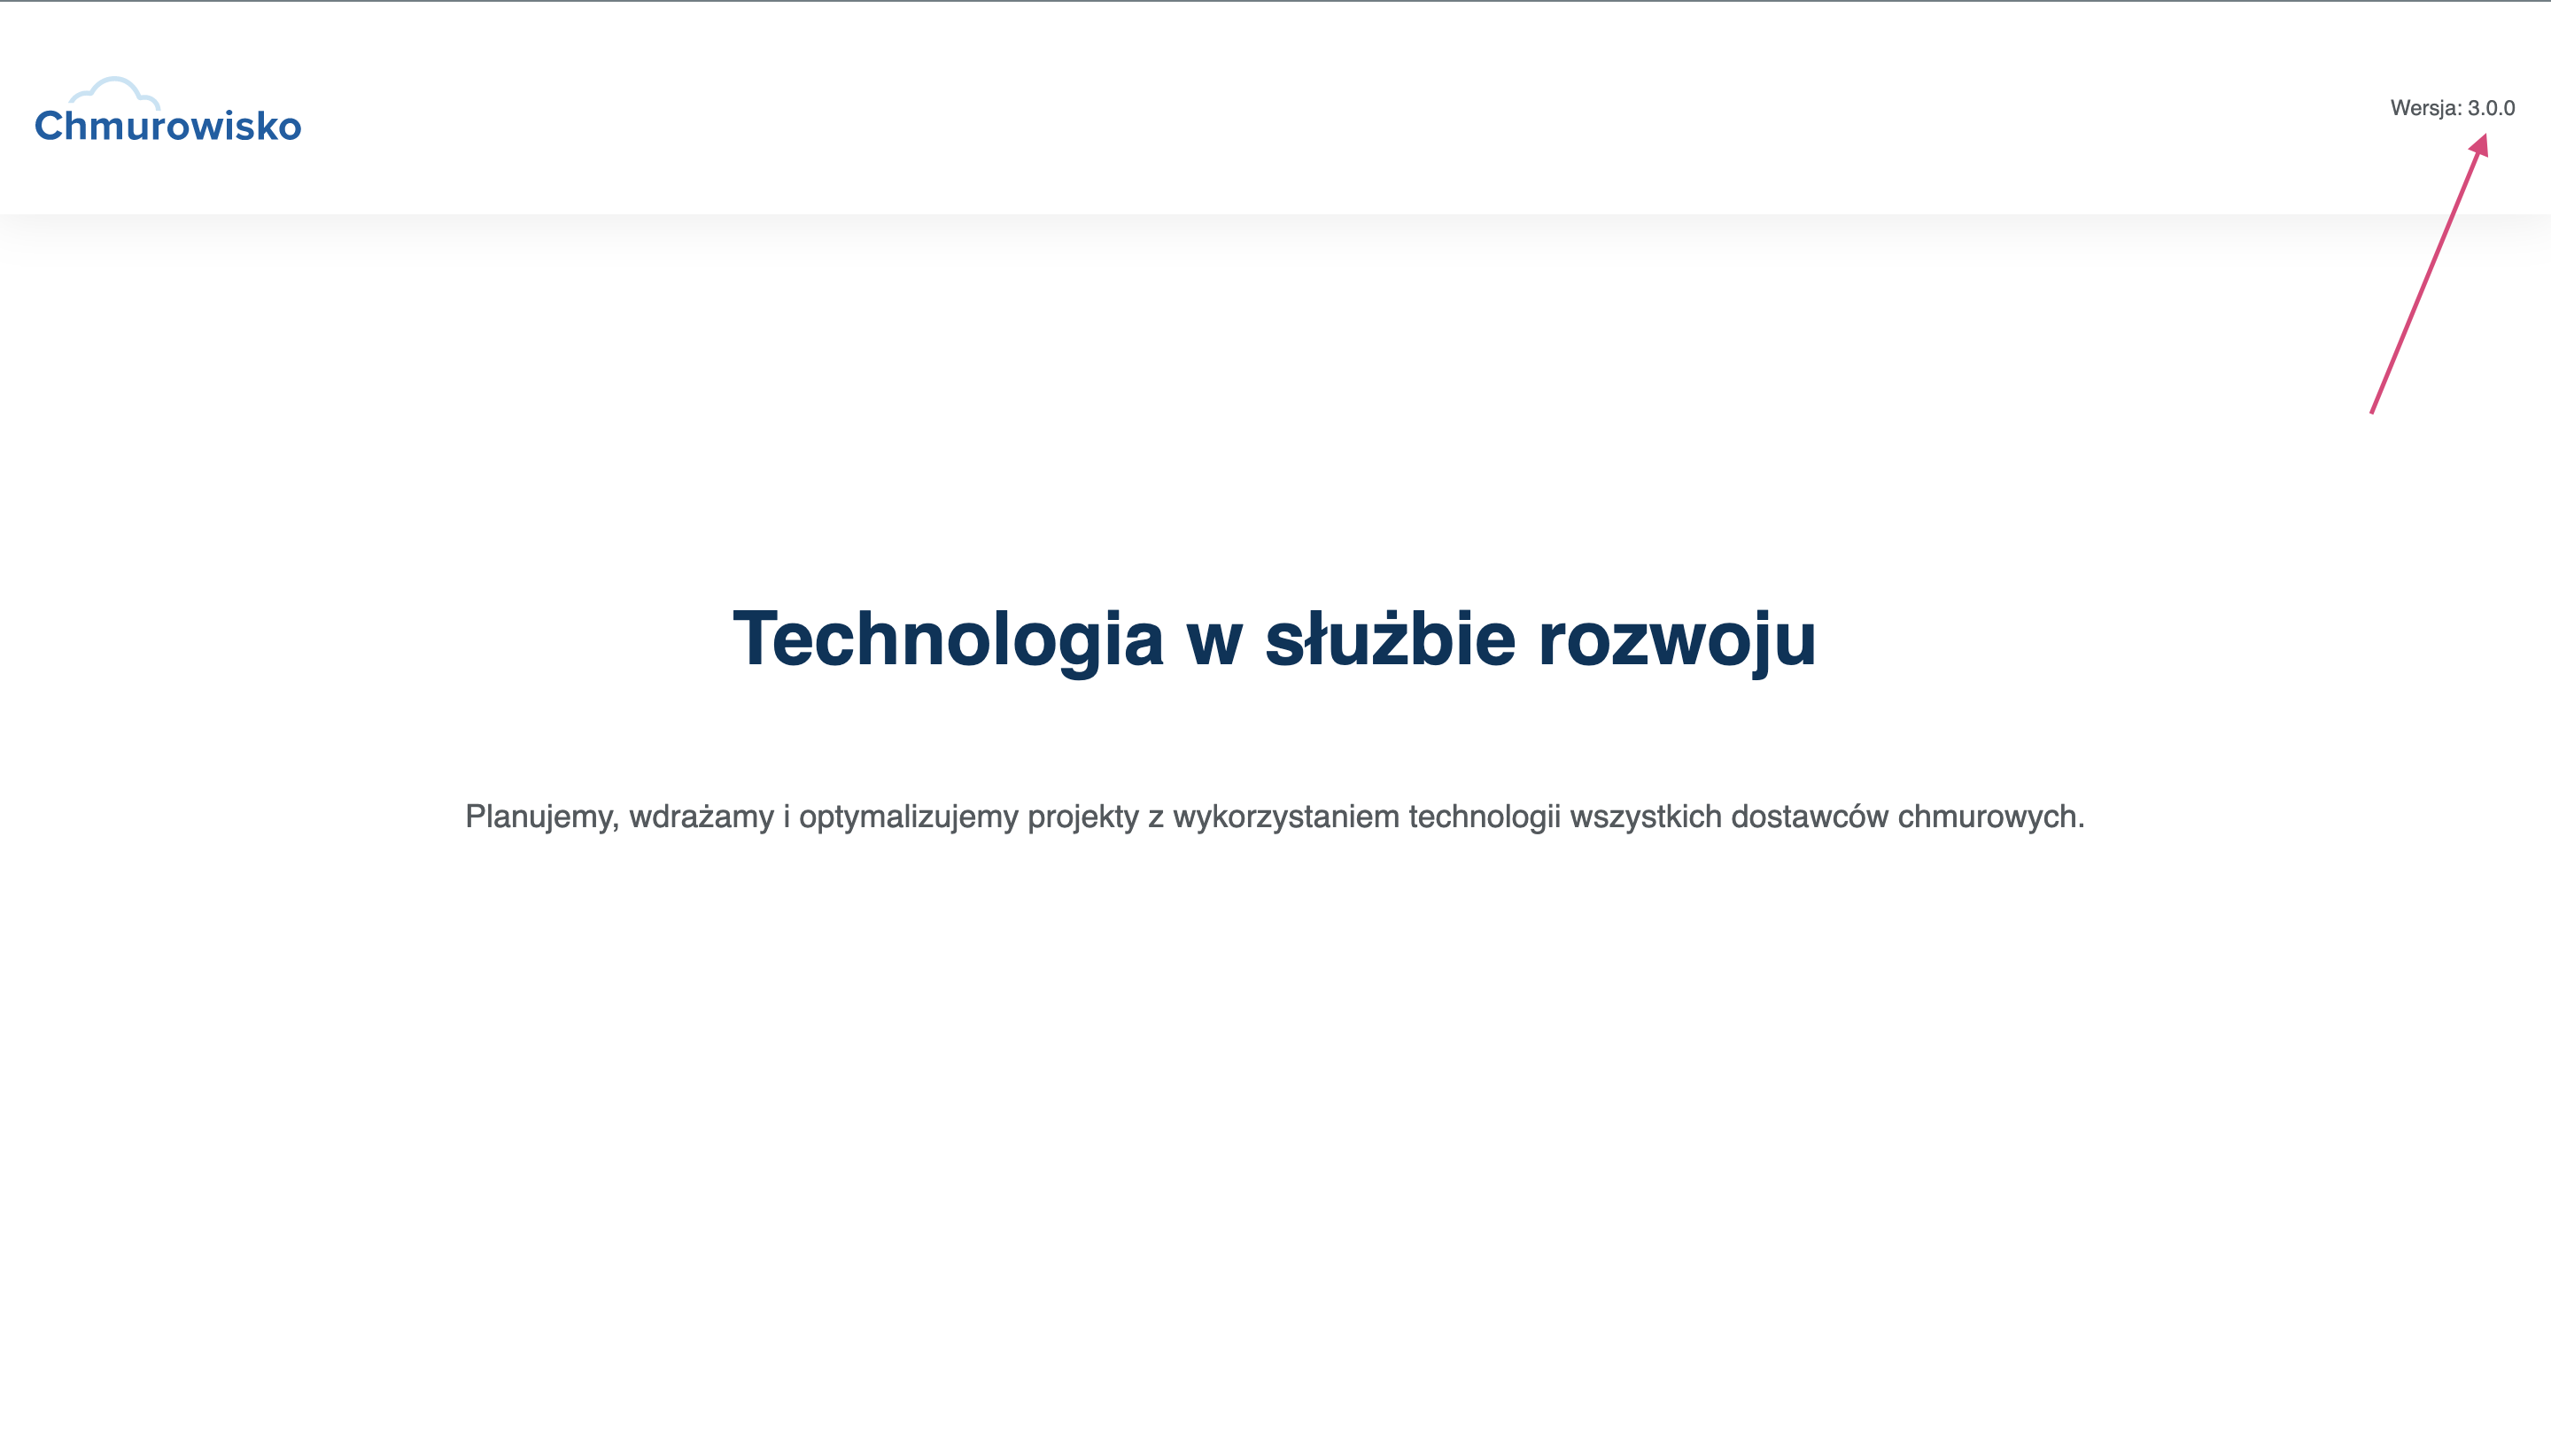 Chmurowisko
Wersja: 3.0.0
Technologia w służbie rozwoju
Planujemy, wdrażamy i optymalizujemy projekty z wykorzystaniem technologii wszystkich dostawców chmurowych.